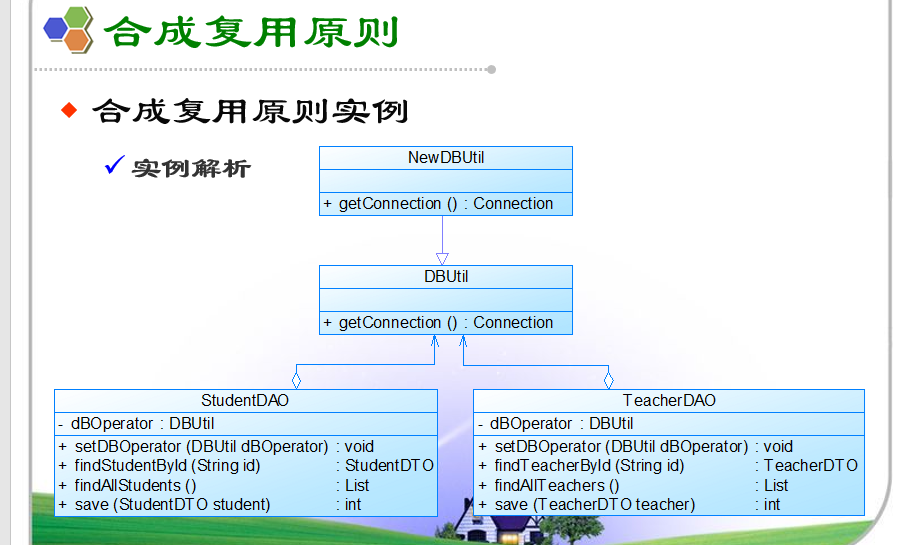 合成复用原则
合成复用原则实例
实例解析
NewDBUtil
+ getConnection () : Connection
DBUtil
+ getConnection () : Connection
StudentDAO
- dBOperator : DBUtil
+ setDBOperator (DBUtil dBOperator) : void
+ findStudentById (String id) : StudentDTO
+ findAllStudents () : List
+ save (StudentDTO student) : int
TeacherDAO
- dBOperator : DBUtil
+ setDBOperator (DBUtil dBOperator) : void
+ findTeacherById (String id) : TeacherDTO
+ findAllTeachers () : List
+ save (TeacherDTO teacher) : int